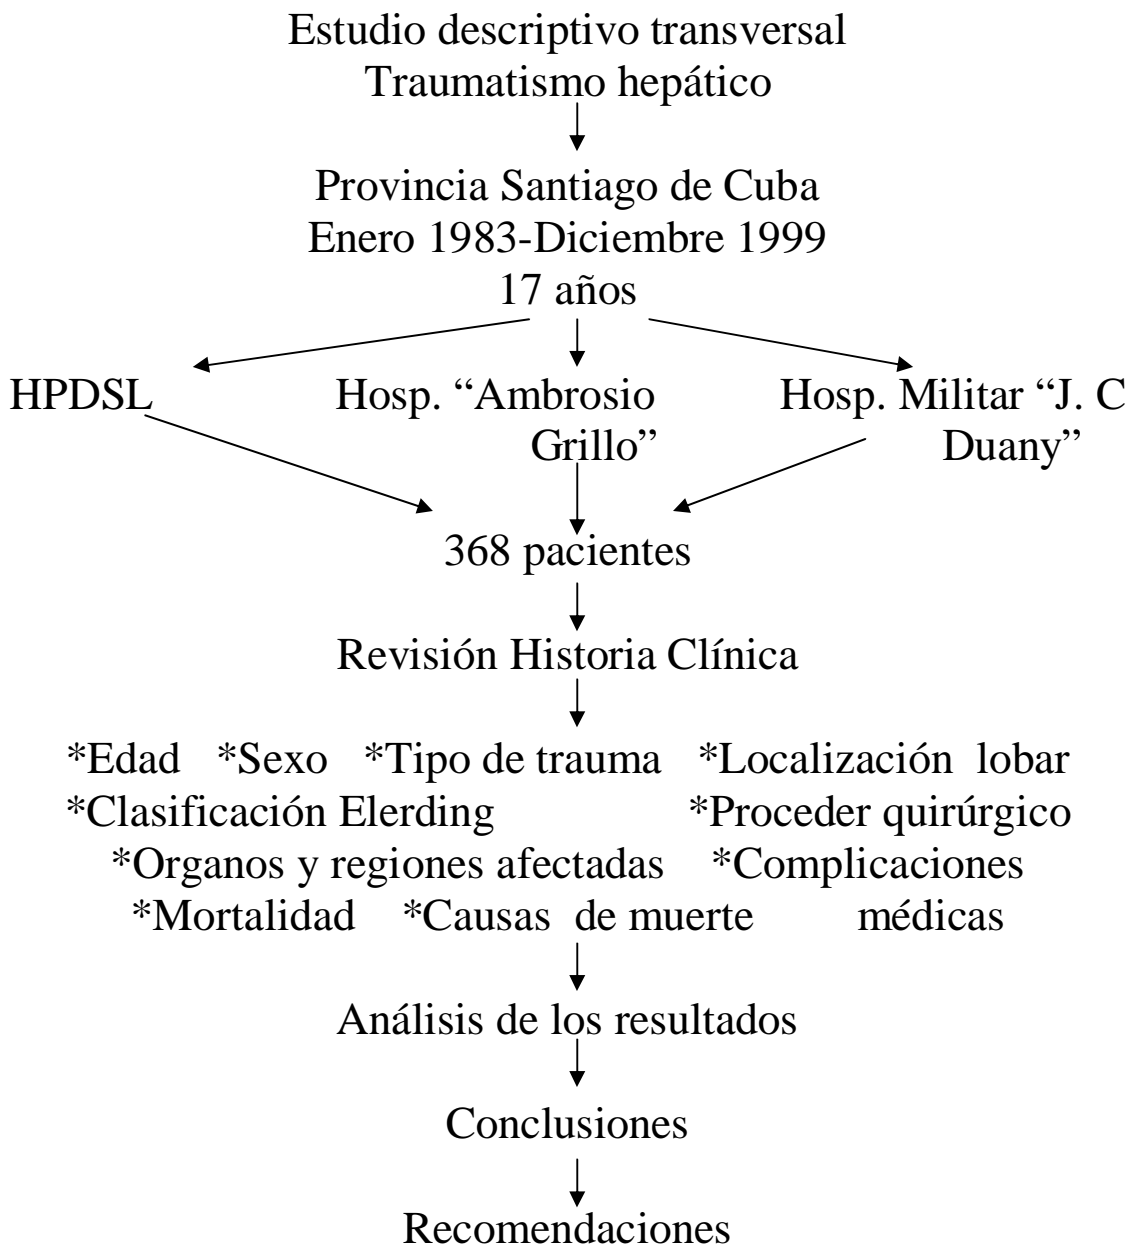 Estudio descriptivo transversal
Traumatismo hepático
Provincia Santiago de Cuba
Enero 1983-Diciembre 1999
17 años
HPDSL Hosp. “Ambrosio Grillo” Hosp. Militar “J. C Duany”
368 pacientes
Revisión Historia Clínica
*Edad *Sexo *Tipo de trauma *Localización lobar
*Clasificación Elerding *Proceder quirúrgico
*Organos y regiones afectadas *Complicaciones
*Mortalidad *Causas de muerte médicas
Análisis de los resultados
Conclusiones
Recomendaciones